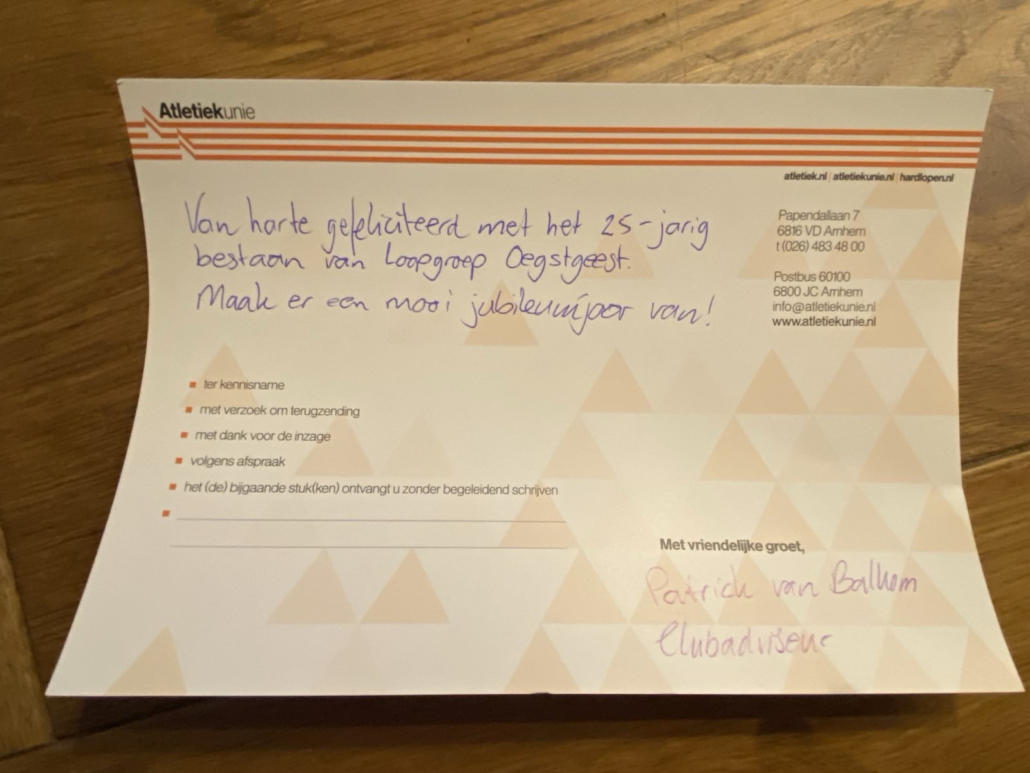 Atletiekunie
atletiek.nl | atletiekunie.nl | hardlopen.nl
Van harte gefeliciteerd met het 25-jarig
bestaan van Loopgroep Oegstgeest.
Maak er een mooi jubileumjaar van!
Papendallaan 7
6816 VD Arnhem
t (026) 483 48 00
Postbus 60100
6800 JC Arnhem
info@atletiekunie.nl
www.atletiekunie.nl
ter kennisname
met verzoek om terugzending
met dank voor de inzage
volgens afspraak
het (de) bijgaande stuk(ken) ontvangt u zonder begeleidend schrijven
Met vriendelijke groet,
Patrick van Balkom
Clubadviseur